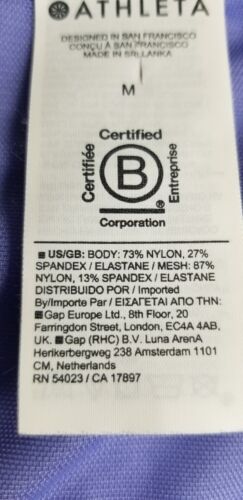 ATHLETA
DESIGNED IN SAN FRANCISCO
CONÇU À SAN FRANCISCO
MADE IN SRI LANKA
M
Certified
Certifiée
B
Entreprise
®
Corporation
US/GB: BODY: 73% NYLON, 27%
SPANDEX / ELASTANE / MESH: 87%
NYLON, 13% SPANDEX / ELASTANE
DISTRIBUIDO POR / Imported
By/Importe Par / ΕΙΣΑΓΕΤΑΙ ΑΠΟ ΤΗΝ:
Gap Europe Ltd., 8th Floor, 20
Farringdon Street, London, EC4A 4AB,
UK. Gap (RHC) B.V. Luna ArenA
Herikerbergweg 238 Amsterdam 1101
CM, Netherlands
RN 54023 / CA 17897